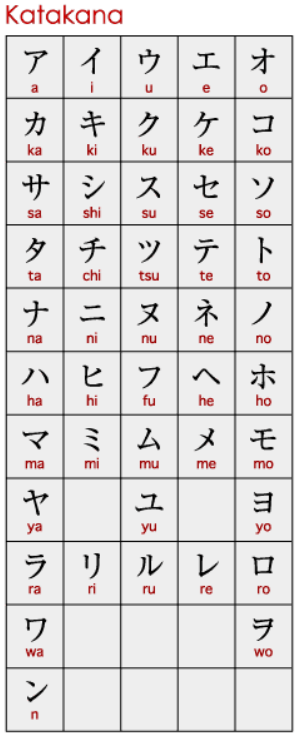 Katakana
ア イ ウ エ オ
a i u e o
カ キ ク ケ コ
ka ki ku ke ko
サ シ ス セ ソ
sa shi su se so
タ チ ツ テ ト
ta chi tsu te to
ナ ニ ヌ ネ ノ
na ni nu ne no
ハ ヒ フ ヘ ホ
ha hi fu he ho
マ ミ ム メ モ
ma mi mu me mo
ヤ ユ ヨ
ya yu yo
ラ リ ル レ ロ
ra ri ru re ro
ワ ヲ
wa wo
ン
n